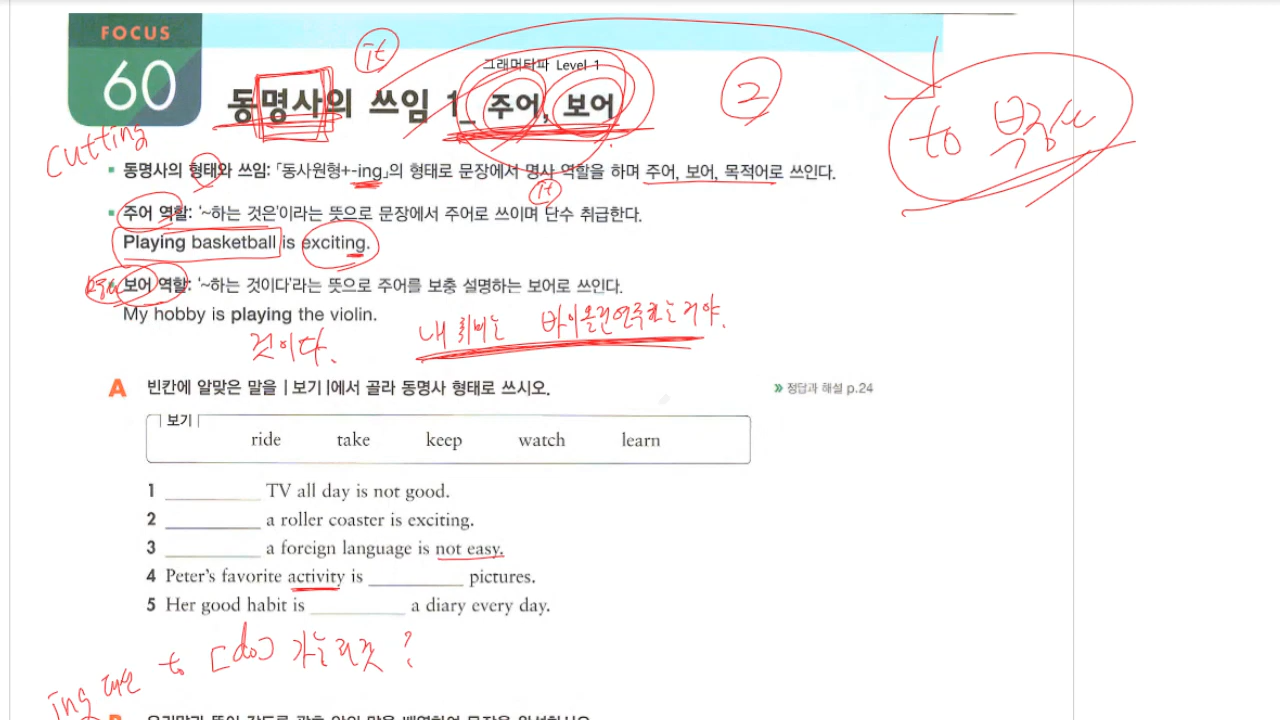 FOCUS
60
it
그래머타파 Level 1
동명사의 쓰임 1_ 주어, 보어
2
to 부정사
cutting
동명사의 형태와 쓰임: 「동사원형+-ing」의 형태로 문장에서 명사 역할을 하며 주어, 보어, 목적어로 쓰인다.
it
주어 역할: '~하는 것은'이라는 뜻으로 문장에서 주어로 쓰이며 단수 취급한다.
Playing basketball is exciting.
보어 역할: '~하는 것이다'라는 뜻으로 주어를 보충 설명하는 보어로 쓰인다.
My hobby is playing the violin.
것이다.
내 취미는 바이올린연주하는거야.
A 빈칸에 알맞은 말을 |보기|에서 골라 동명사 형태로 쓰시오.
» 정답과 해설 p.24
|보기|
ride take keep watch learn
1 __________ TV all day is not good.
2 __________ a roller coaster is exciting.
3 __________ a foreign language is not easy.
4 Peter's favorite activity is __________ pictures.
5 Her good habit is __________ a diary every day.
ing 대신 to [do] 가능한것?